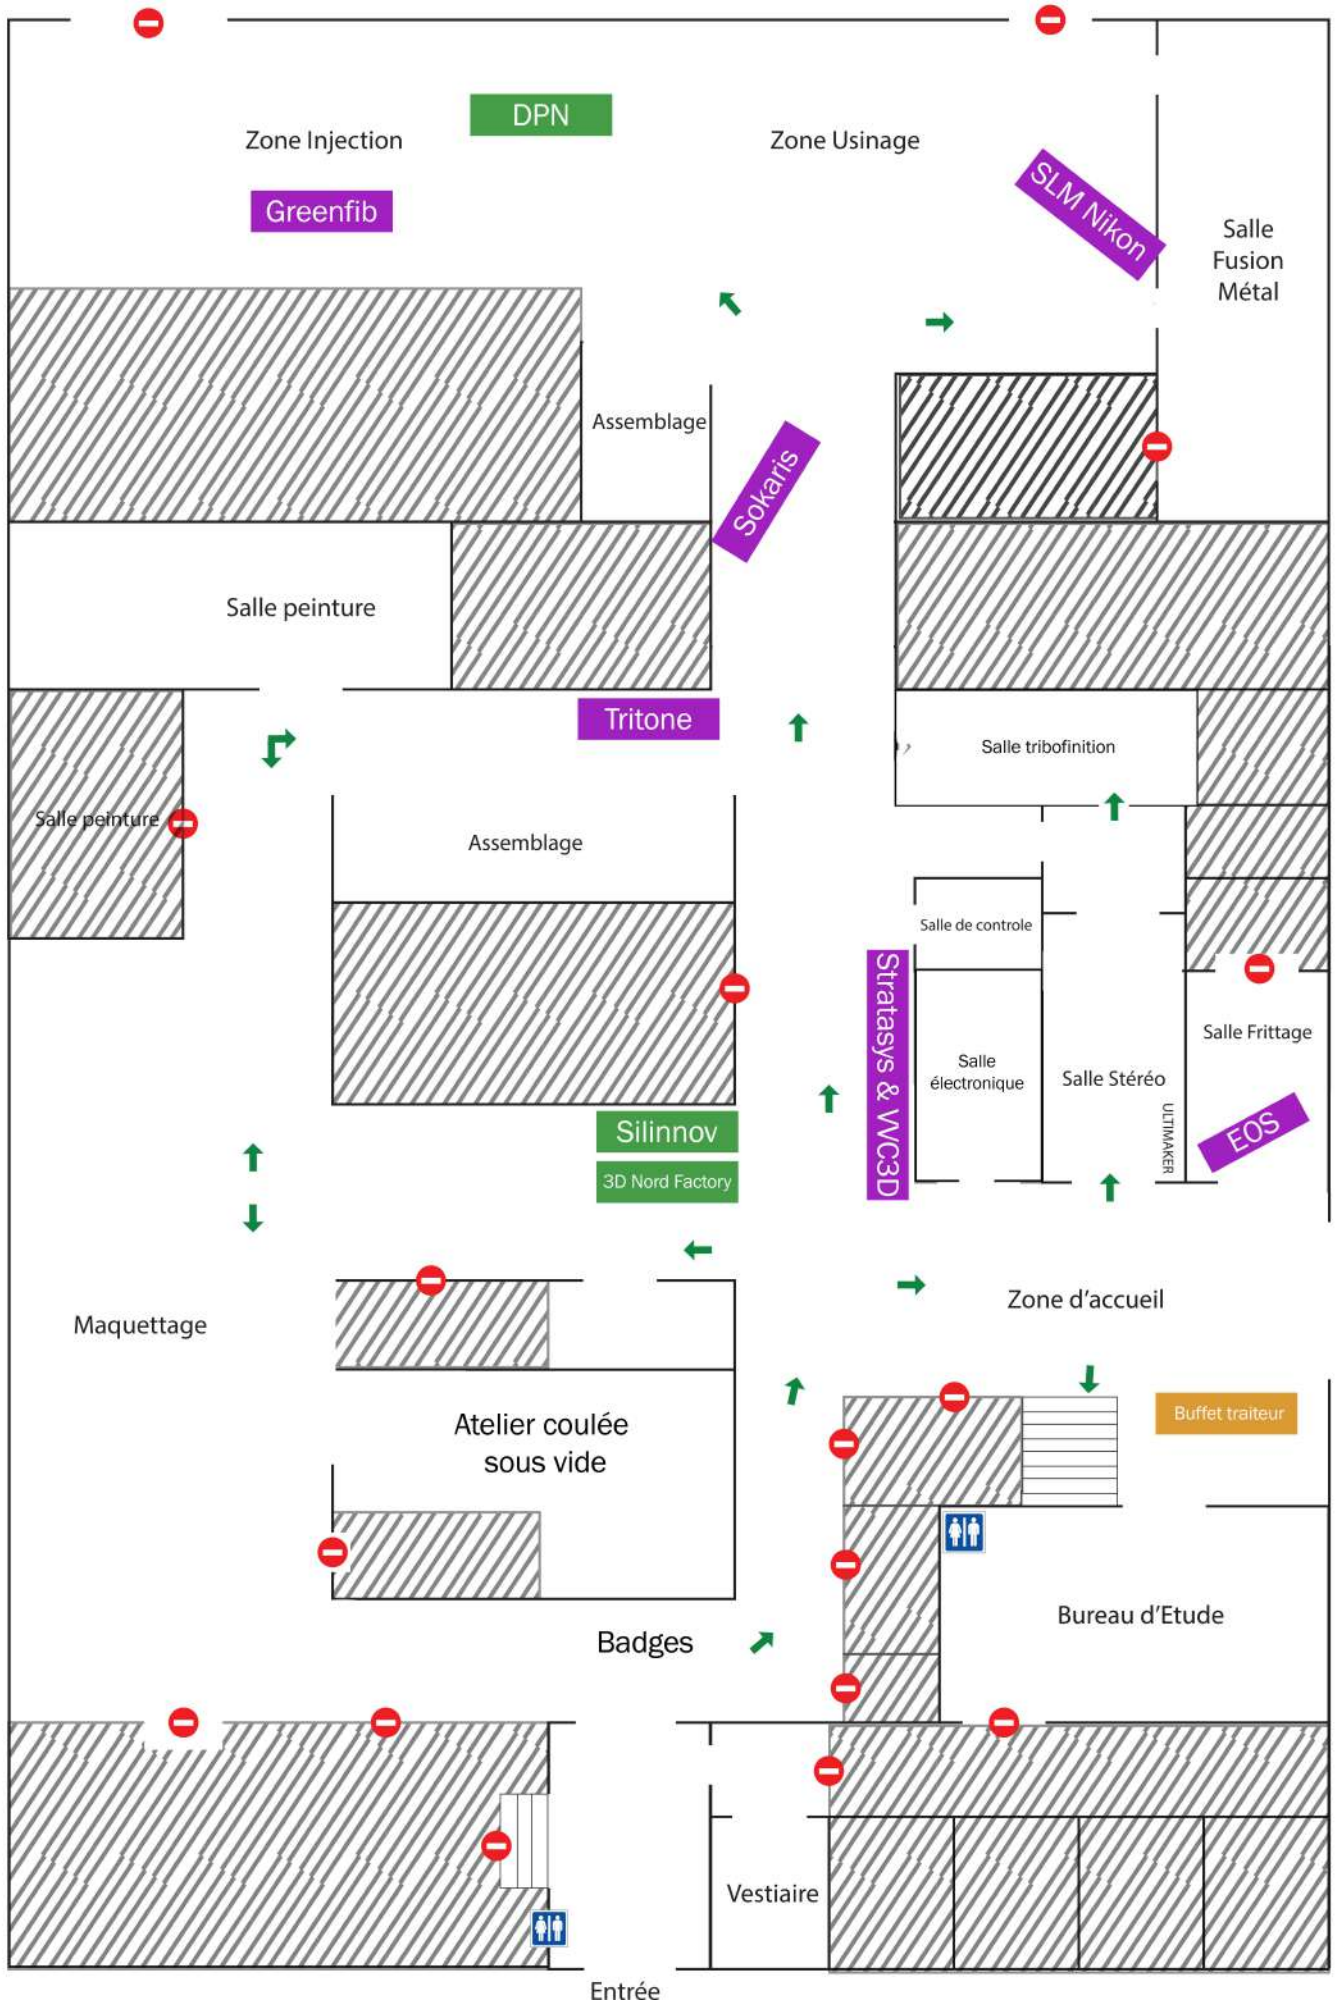 DPN
Zone Injection
Zone Usinage
SLM Nikon
Greenfib
Salle
Fusion
Métal
Assemblage
Sokaris
Salle peinture
Tritone
Salle tribofinition
Salle peinture
Assemblage
Salle de controle
Stratasys & VVC3D
Salle Frittage
Salle
électronique
Salle Stéréo
ULTIMAKER
EOS
Silinnov
3D Nord Factory
Zone d'accueil
Maquettage
Buffet traiteur
Atelier coulée
sous vide
Bureau d'Etude
Badges
Vestiaire
Entrée